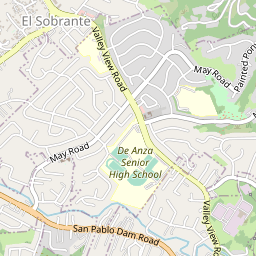 El Sobrante
Valley View Road
May Road
Painted Pony
May Road
De Anza
Senior
High School
Valley View Ro
San Pablo Dam Road